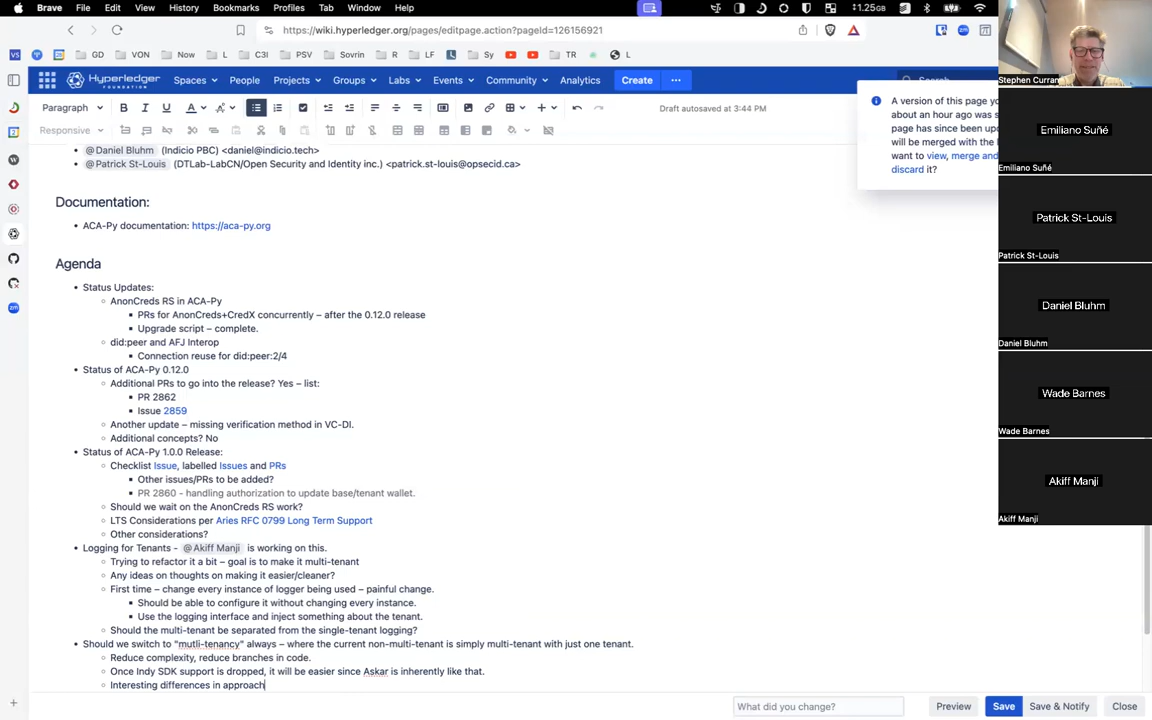 Brave File Edit View History Bookmarks Profiles Tab Window Help
1.25GB
https://wiki.hyperledger.org/pages/editpage.action?pageId=126156921
GD VON Now L C3I PSV Sovrin R LF Sy TR L
HYPERLEDGER FOUNDATION Spaces People Projects Groups Labs Events Community Analytics Create ... Search
Paragraph B I U A Draft autosaved at 3:44 PM
Responsive
A version of this page yo
about an hour ago was s
page has since been upd
will be merged with the l
want to view, merge and
discard it?
@Daniel Bluhm (Indicio PBC) <daniel@indicio.tech>
@Patrick St-Louis (DTLab-LabCN/Open Security and Identity inc.) <patrick.st-louis@opsecid.ca>
Documentation:
ACA-Py documentation: https://aca-py.org
Agenda
Status Updates:
AnonCreds RS in ACA-Py
PRs for AnonCreds+CredX concurrently – after the 0.12.0 release
Upgrade script – complete.
did:peer and AFJ Interop
Connection reuse for did:peer:2/4
Status of ACA-Py 0.12.0
Additional PRs to go into the release? Yes – list:
PR 2862
Issue 2859
Another update – missing verification method in VC-DI.
Additional concepts? No
Status of ACA-Py 1.0.0 Release:
Checklist Issue, labelled Issues and PRs
Other issues/PRs to be added?
PR 2860 - handling authorization to update base/tenant wallet.
Should we wait on the AnonCreds RS work?
LTS Considerations per Aries RFC 0799 Long Term Support
Other considerations?
Logging for Tenants - @Akiff Manji is working on this.
Trying to refactor it a bit – goal is to make it multi-tenant
Any ideas on thoughts on making it easier/cleaner?
First time – change every instance of logger being used – painful change.
Should be able to configure it without changing every instance.
Use the logging interface and inject something about the tenant.
Should the multi-tenant be separated from the single-tenant logging?
Should we switch to “mutli-tenancy” always – where the current non-multi-tenant is simply multi-tenant with just one tenant.
Reduce complexity, reduce branches in code.
Once Indy SDK support is dropped, it will be easier since Askar is inherently like that.
Interesting differences in approach
What did you change? Preview Save Save & Notify Close
Stephen Curran
Emiliano Suñé
Emiliano Suñé
Patrick St-Louis
Patrick St-Louis
Daniel Bluhm
Daniel Bluhm
Wade Barnes
Wade Barnes
Akiff Manji
Akiff Manji